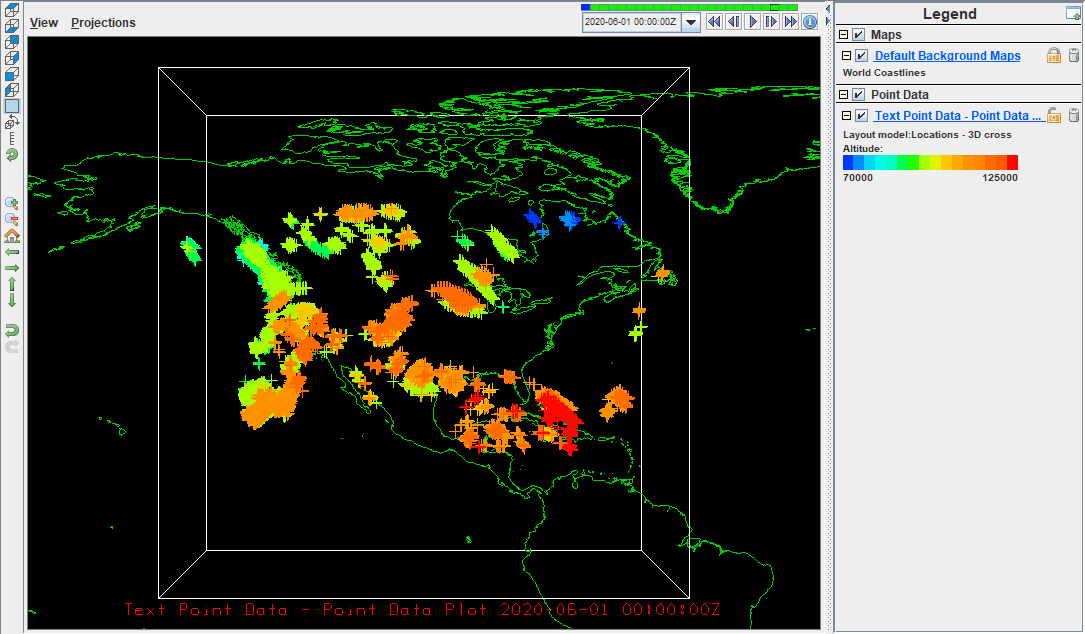 View Projections
2020-06-01 00:00:00Z
Legend
Maps
Default Background Maps
World Coastlines
Point Data
Text Point Data - Point Data ...
Layout model:Locations - 3D cross
Altitude:
70000 125000
Text Point Data - Point Data Plot 2020-06-01 00:00:00Z